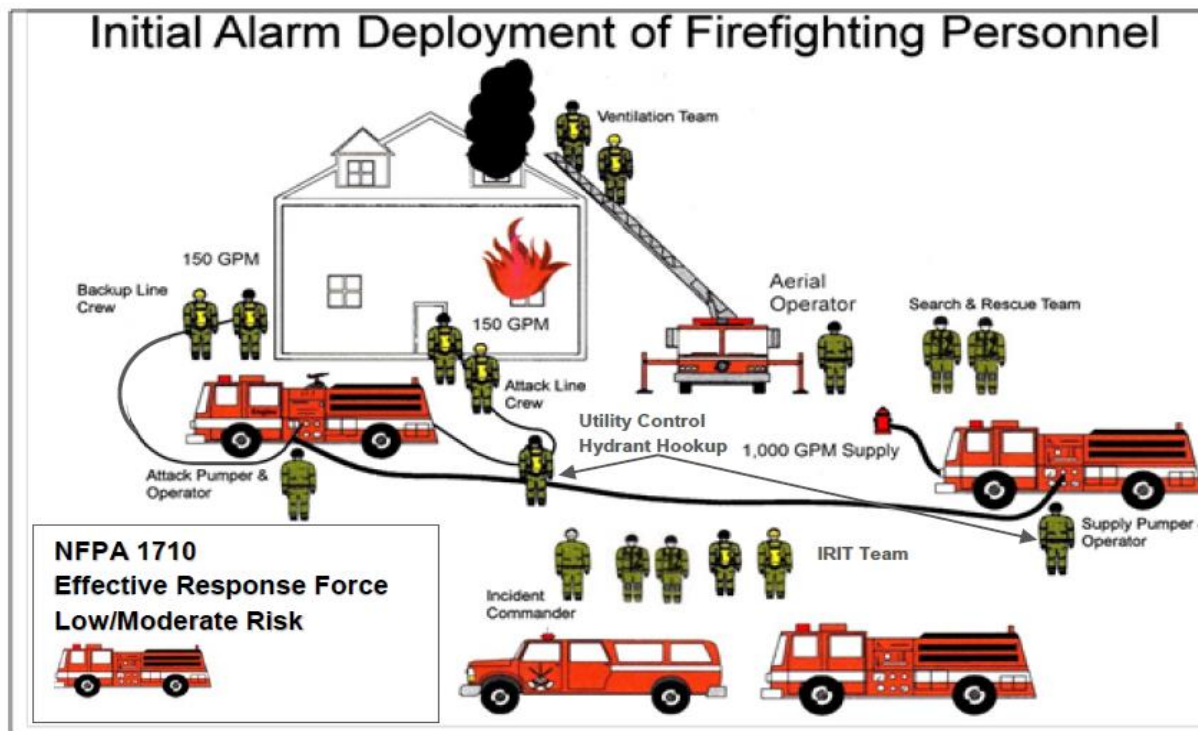 Initial Alarm Deployment of Firefighting Personnel
Ventilation Team
150 GPM
Backup Line
Crew
150 GPM
Aerial
Operator
Search & Rescue Team
Attack Line
Crew
Utility Control
Hydrant Hookup
1,000 GPM Supply
Attack Pumper &
Operator
Supply Pumper &
Operator
IRIT Team
Incident
Commander
NFPA 1710
Effective Response Force
Low/Moderate Risk